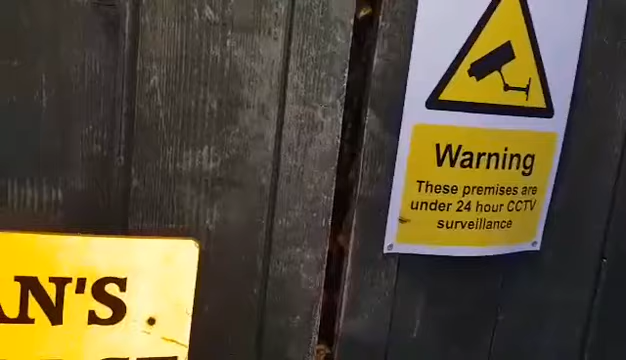 Warning
These premises are
under 24 hour CCTV
surveillance
AN'S